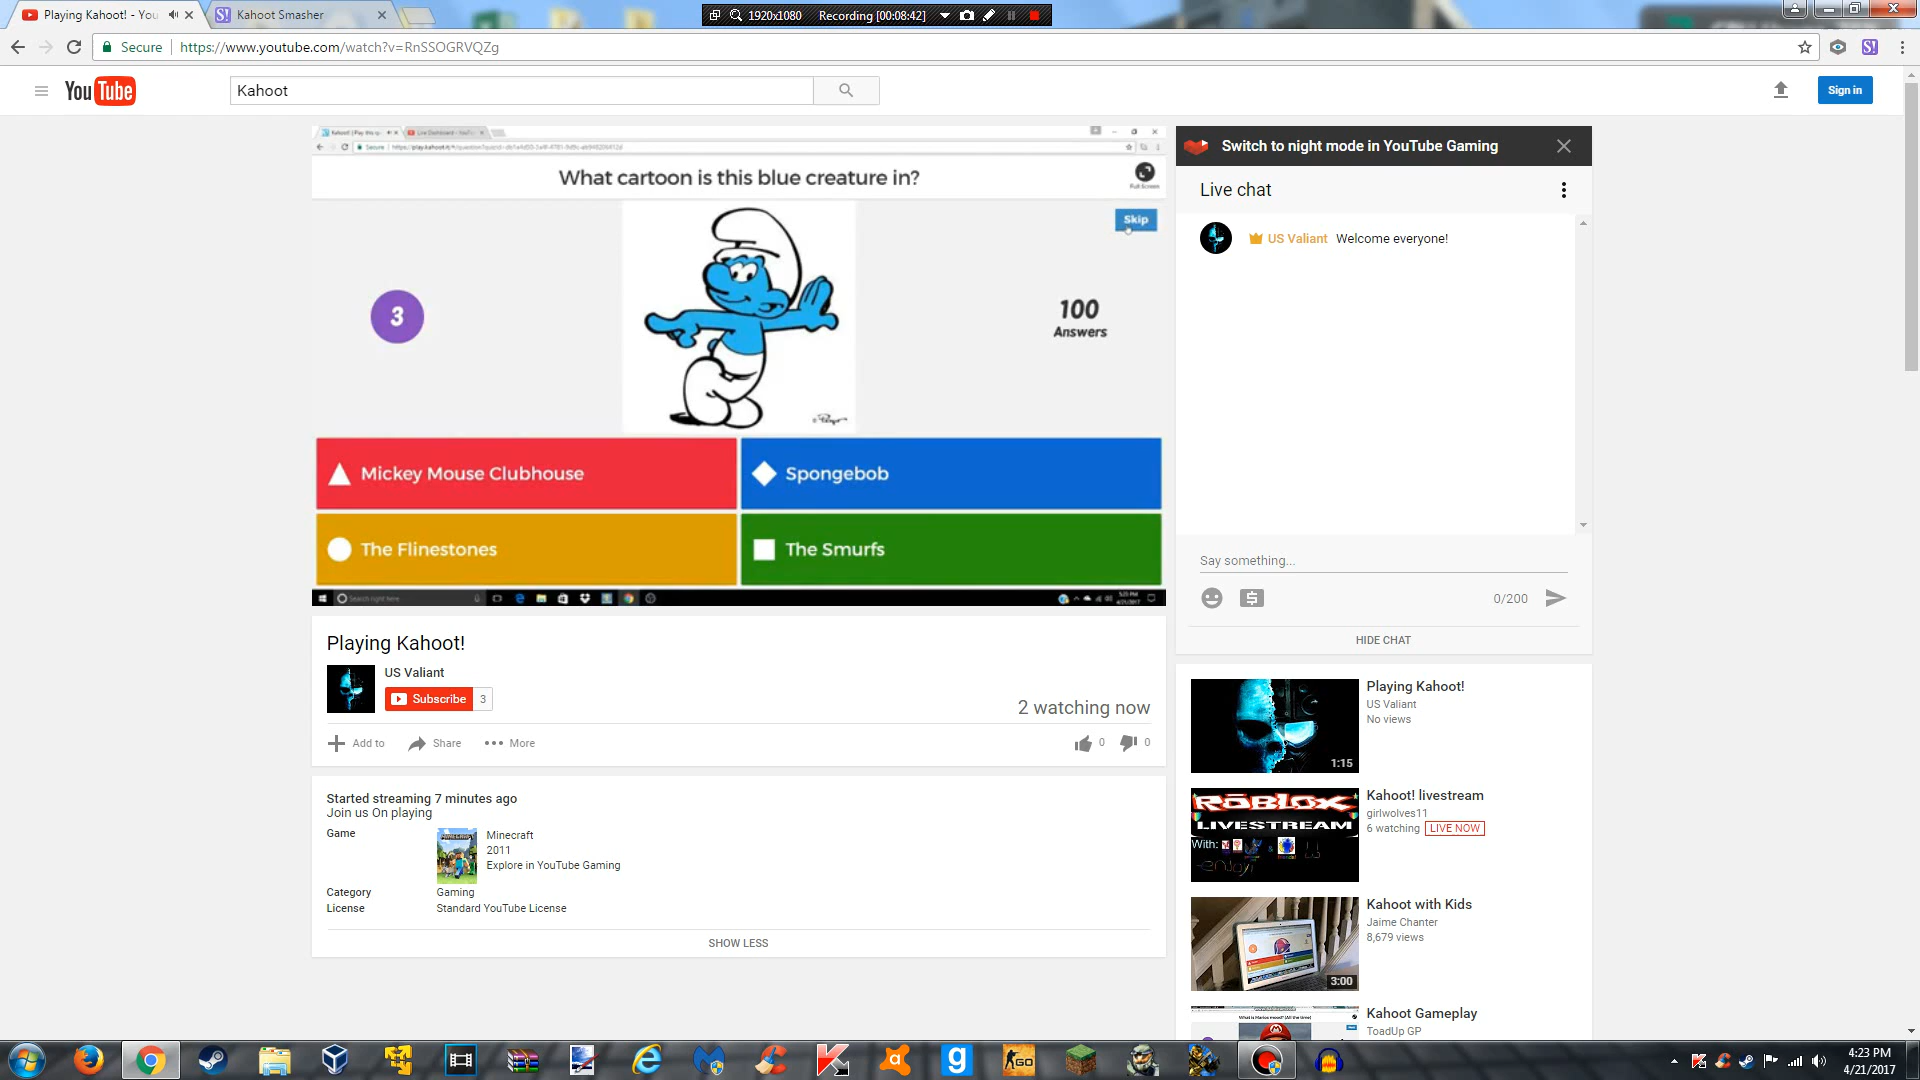 Playing Kahoot! - You
Kahoot Smasher
1920x1080
Recording [00:08:42]
Secure
https://www.youtube.com/watch?v=RnSSOGRVQZg
YouTube
Kahoot
Sign in
What cartoon is this blue creature in?
Full Screen
Skip
3
100
Answers
Mickey Mouse Clubhouse
Spongebob
The Flinestones
The Smurfs
Playing Kahoot!
US Valiant
Subscribe 3
2 watching now
Add to
Share
More
0
0
Started streaming 7 minutes ago
Join us On playing
Game
Minecraft
2011
Explore in YouTube Gaming
Category
Gaming
License
Standard YouTube License
SHOW LESS
Switch to night mode in YouTube Gaming
Live chat
US Valiant Welcome everyone!
Say something...
0/200
HIDE CHAT
Playing Kahoot!
US Valiant
No views
1:15
Kahoot! livestream
girlwolves11
6 watching LIVE NOW
ROBLOX
LIVESTREAM
With:
enjoy!
Kahoot with Kids
Jaime Chanter
8,679 views
3:00
Kahoot Gameplay
ToadUp GP
4:23 PM
4/21/2017